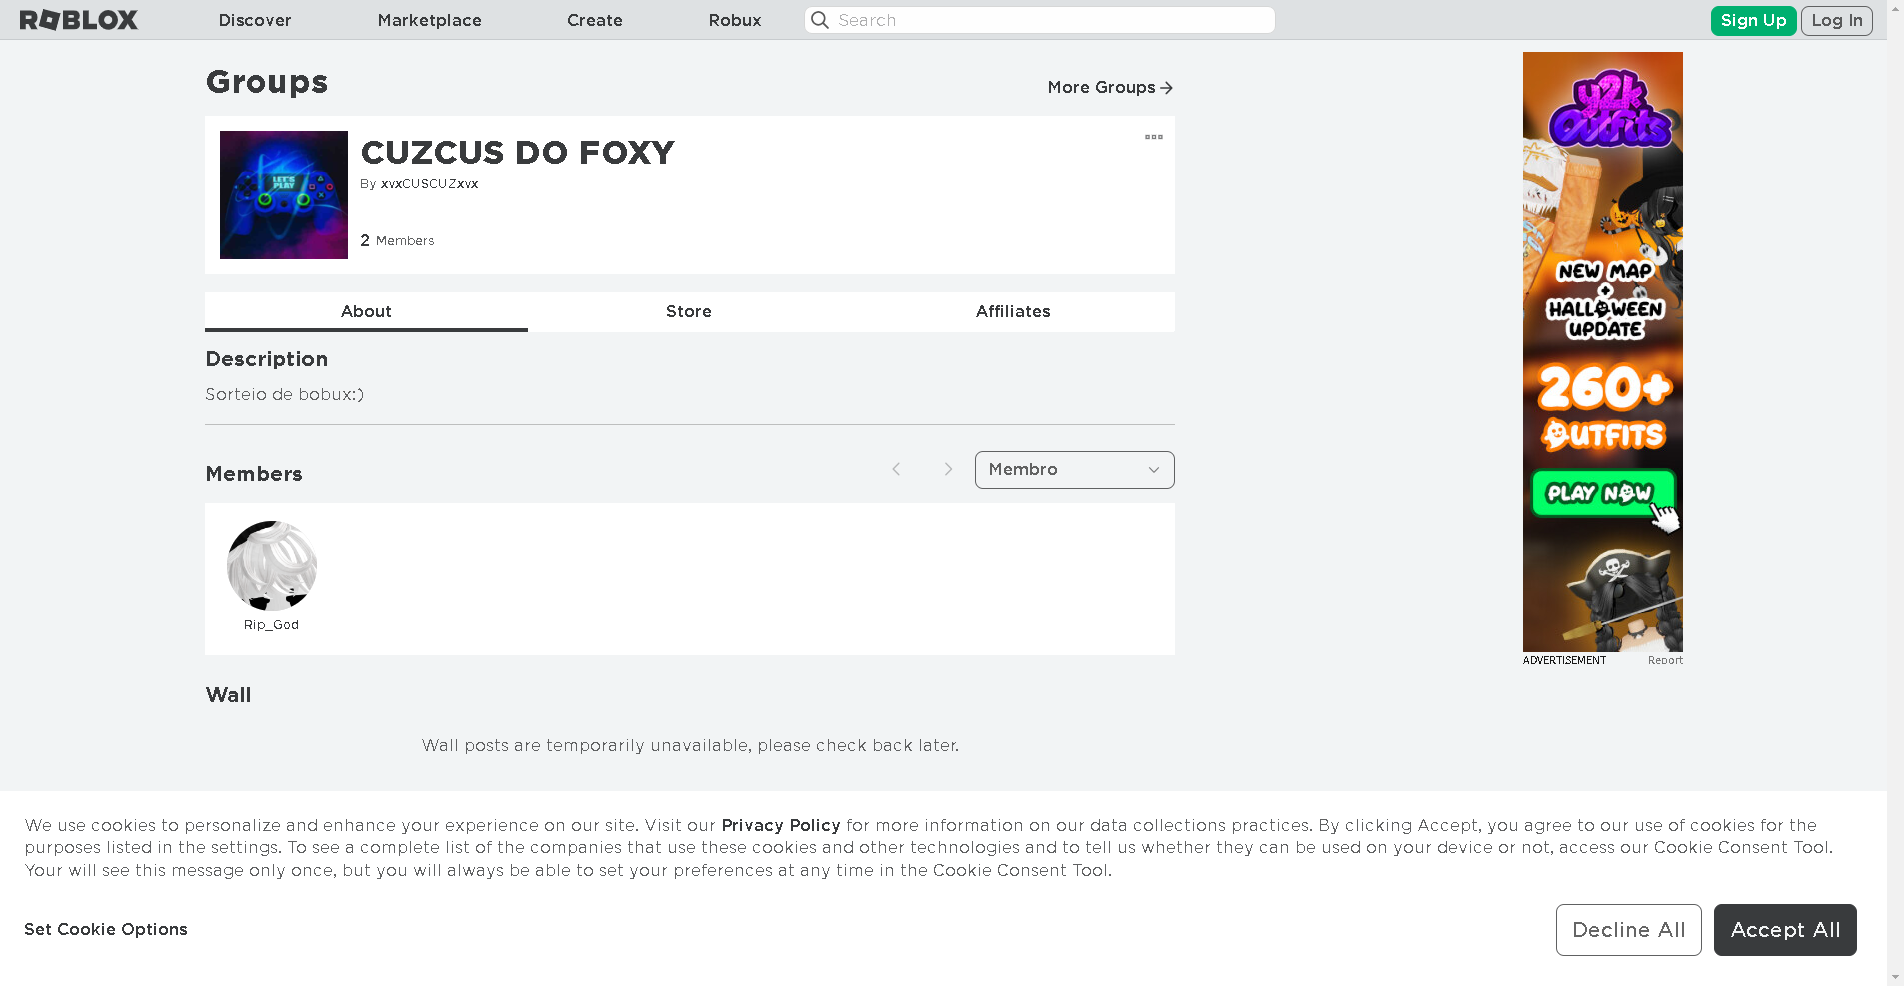 ROBLOX
Discover
Marketplace
Create
Robux
Search
Sign Up
Log In
Groups
More Groups
LET'S
PLAY
CUZCUS DO FOXY
By xvxCUSCUZxvx
2 Members
About
Store
Affiliates
Description
Sorteio de bobux:)
Members
Membro
Rip_God
Wall
Wall posts are temporarily unavailable, please check back later.
y2k
Outfits
NEW MAP
+
HALLOWEEN
UPDATE
260+
OUTFITS
PLAY NOW
ADVERTISEMENT
Report
We use cookies to personalize and enhance your experience on our site. Visit our Privacy Policy for more information on our data collections practices. By clicking Accept, you agree to our use of cookies for the
purposes listed in the settings. To see a complete list of the companies that use these cookies and other technologies and to tell us whether they can be used on your device or not, access our Cookie Consent Tool.
Your will see this message only once, but you will always be able to set your preferences at any time in the Cookie Consent Tool.
Set Cookie Options
Decline All
Accept All